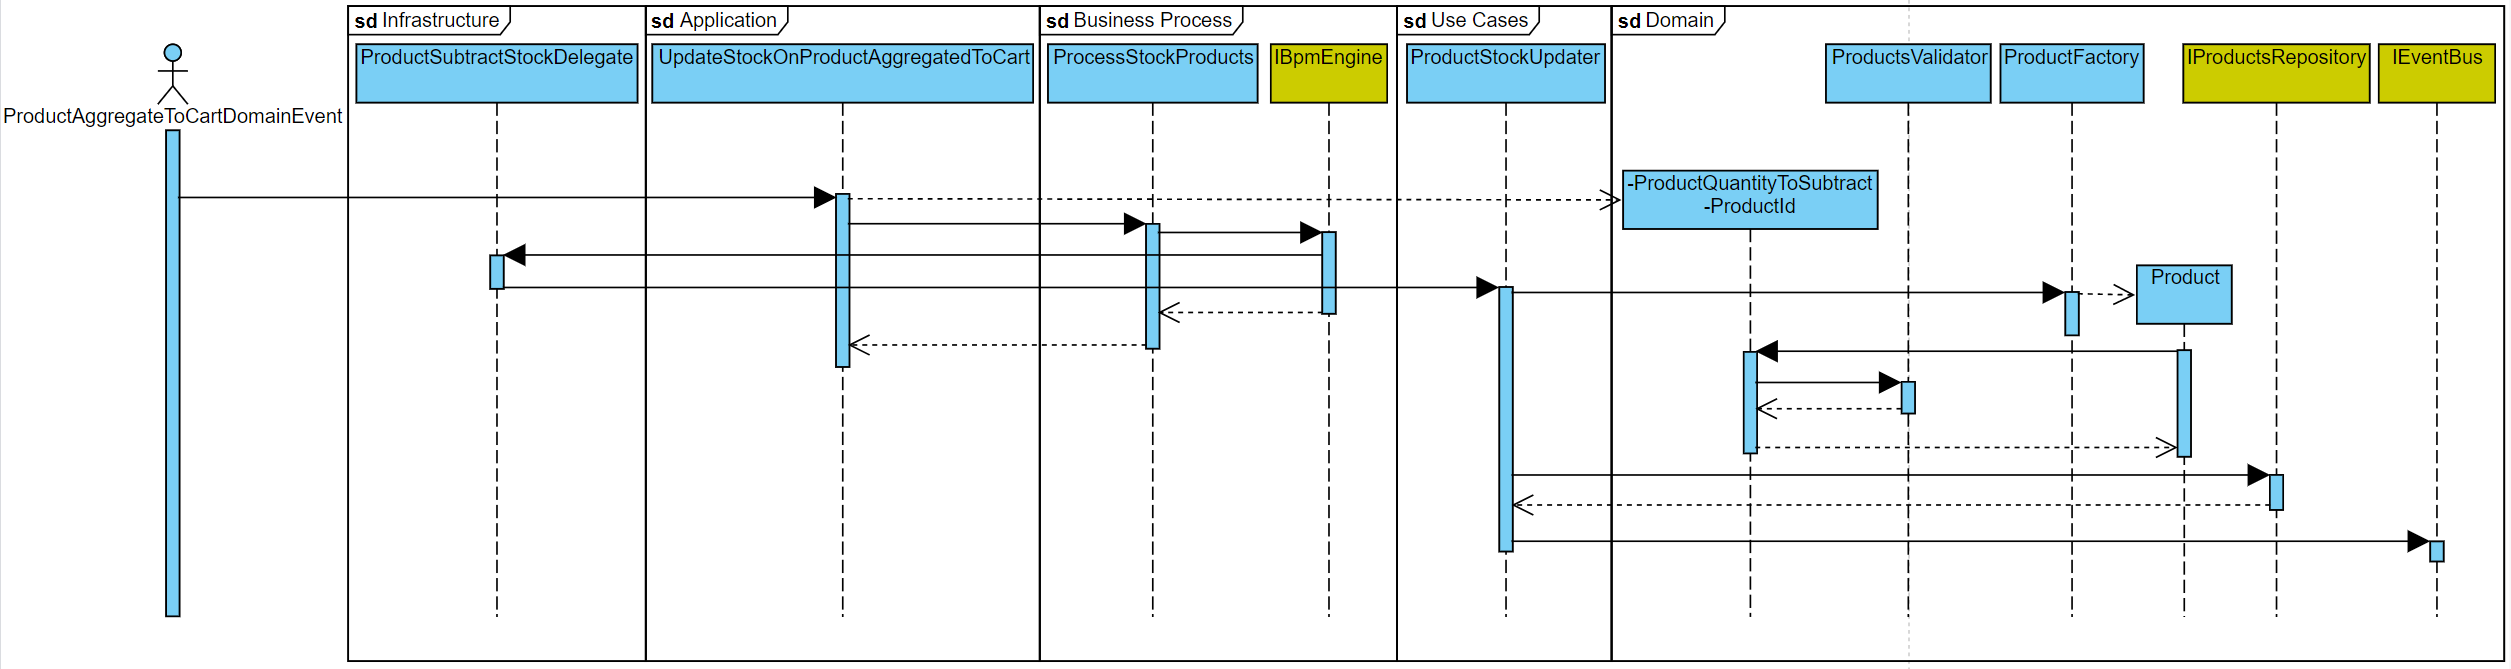 sd Infrastructure
sd Application
sd Business Process
sd Use Cases
sd Domain
ProductSubtractStockDelegate
UpdateStockOnProductAggregatedToCart
ProcessStockProducts
IBpmEngine
ProductStockUpdater
ProductsValidator
ProductFactory
IProductsRepository
IEventBus
ProductAggregateToCartDomainEvent
-ProductQuantityToSubtract
-ProductId
Product